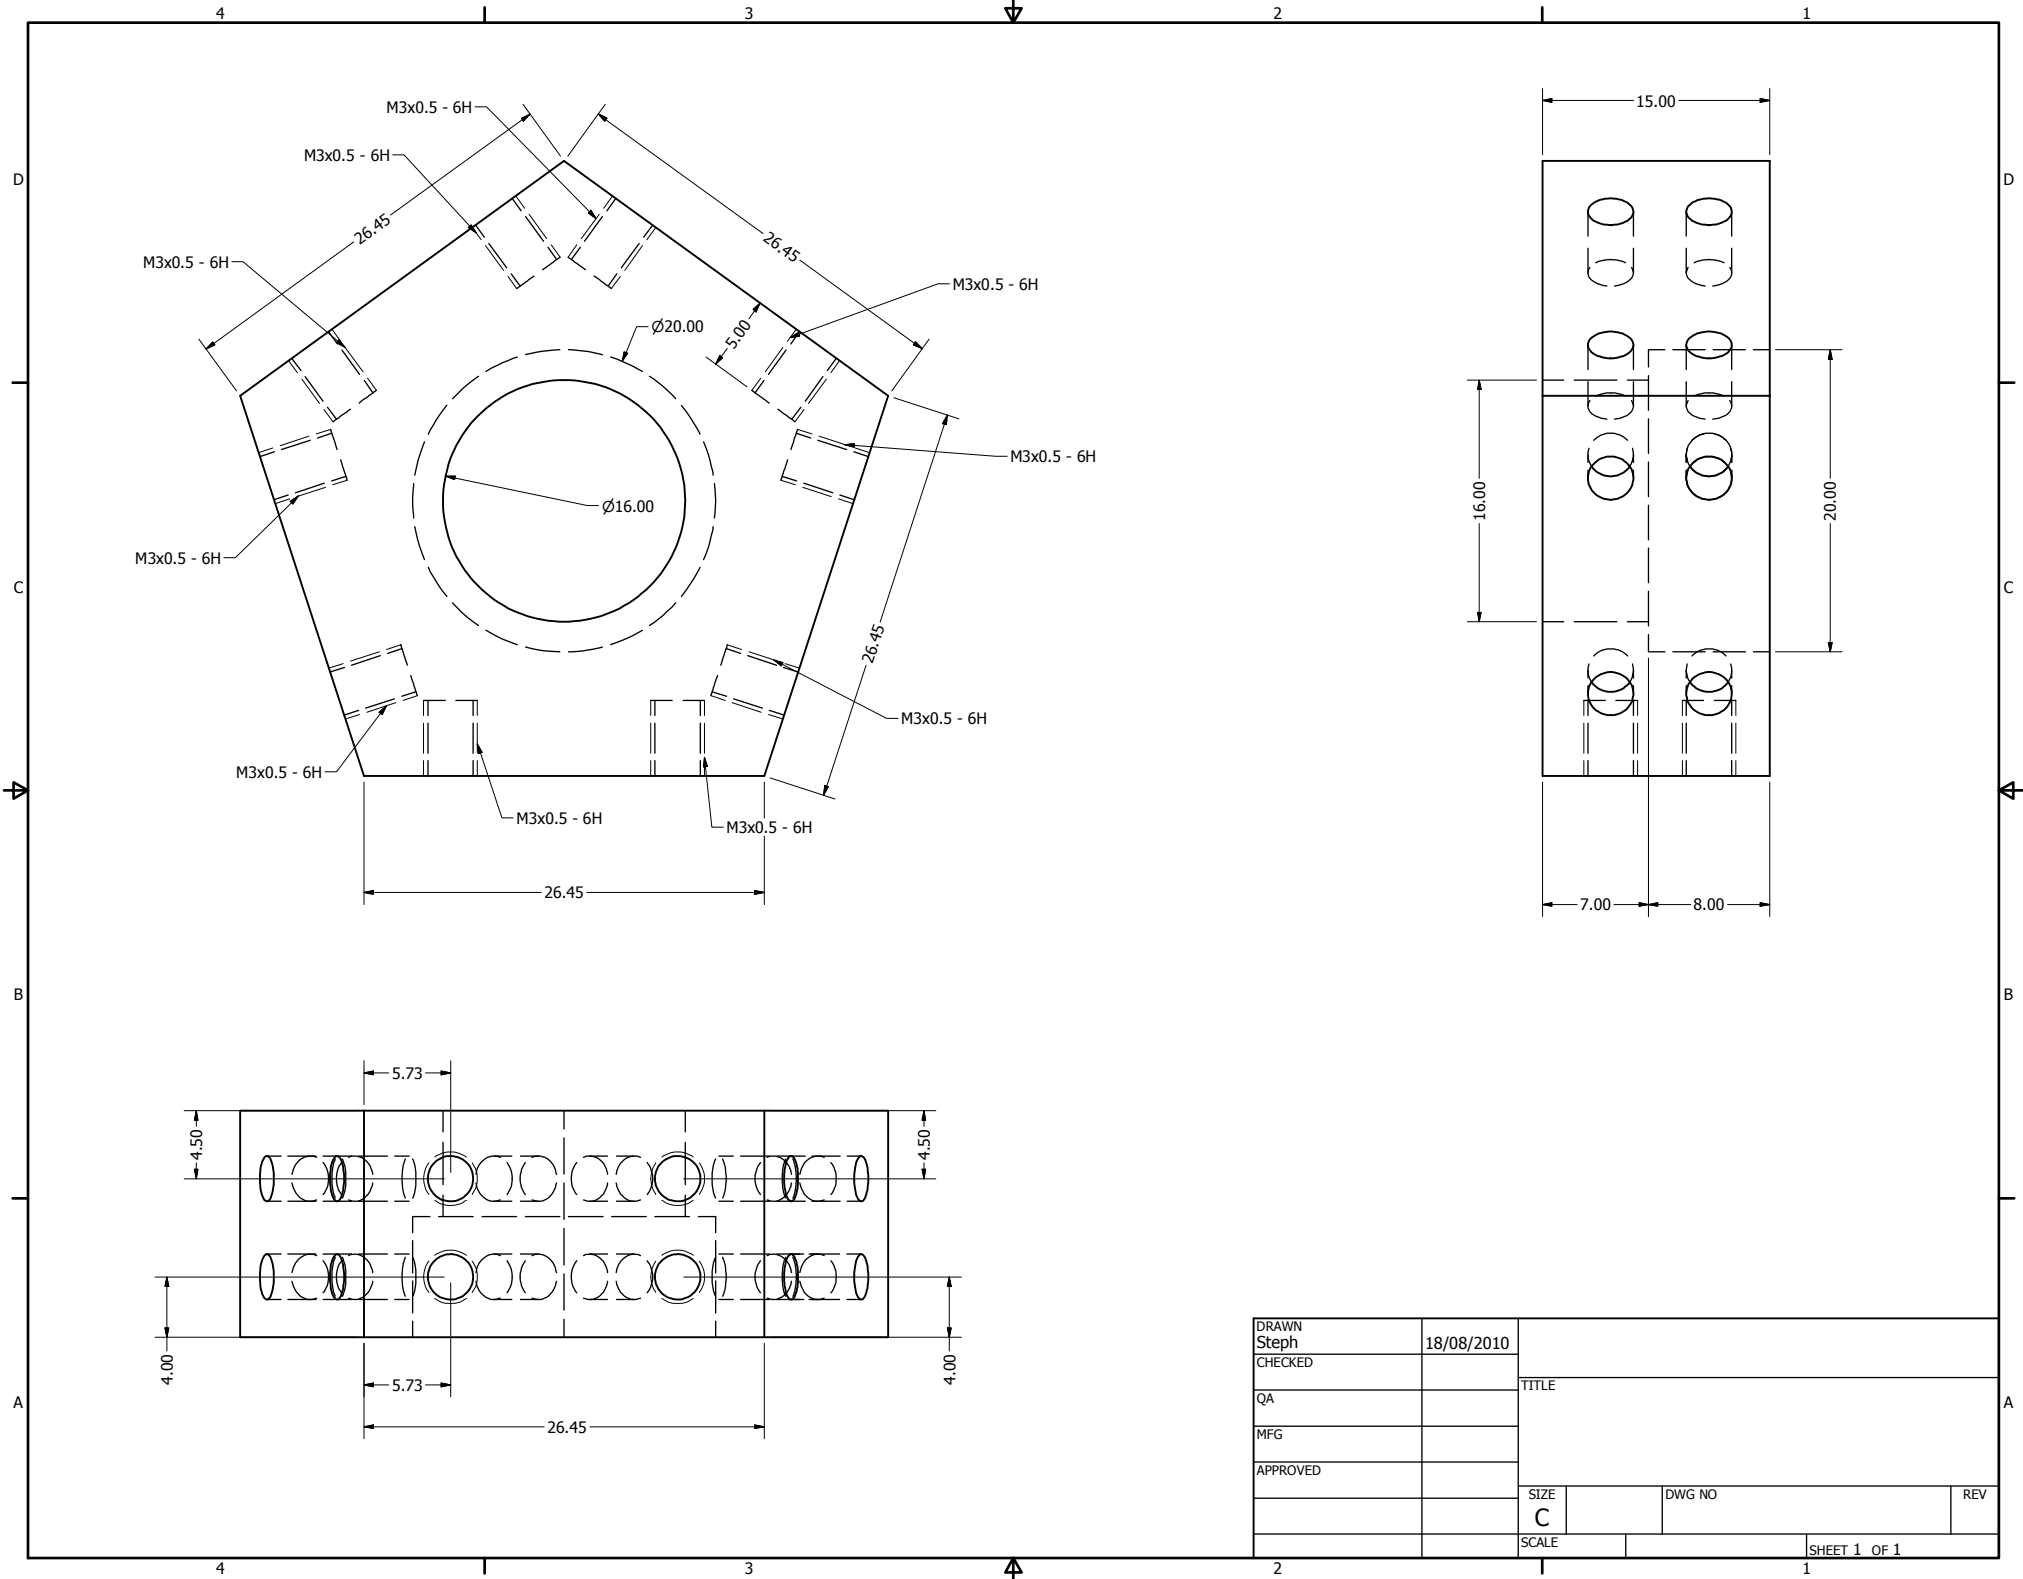 4 3 2 1
D D
C C
B B
A A
4 3 2 1
M3x0.5 - 6H
M3x0.5 - 6H
M3x0.5 - 6H
M3x0.5 - 6H
M3x0.5 - 6H
M3x0.5 - 6H
M3x0.5 - 6H
M3x0.5 - 6H
M3x0.5 - 6H
M3x0.5 - 6H
26.45
26.45
5.00
Ø20.00
Ø16.00
26.45
26.45
15.00
16.00
20.00
7.00
8.00
5.73
4.50
4.50
4.00
4.00
5.73
26.45
DRAWN
Steph 18/08/2010
CHECKED
QA
MFG
APPROVED
TITLE
SIZE
C
DWG NO
REV
SCALE
SHEET 1 OF 1